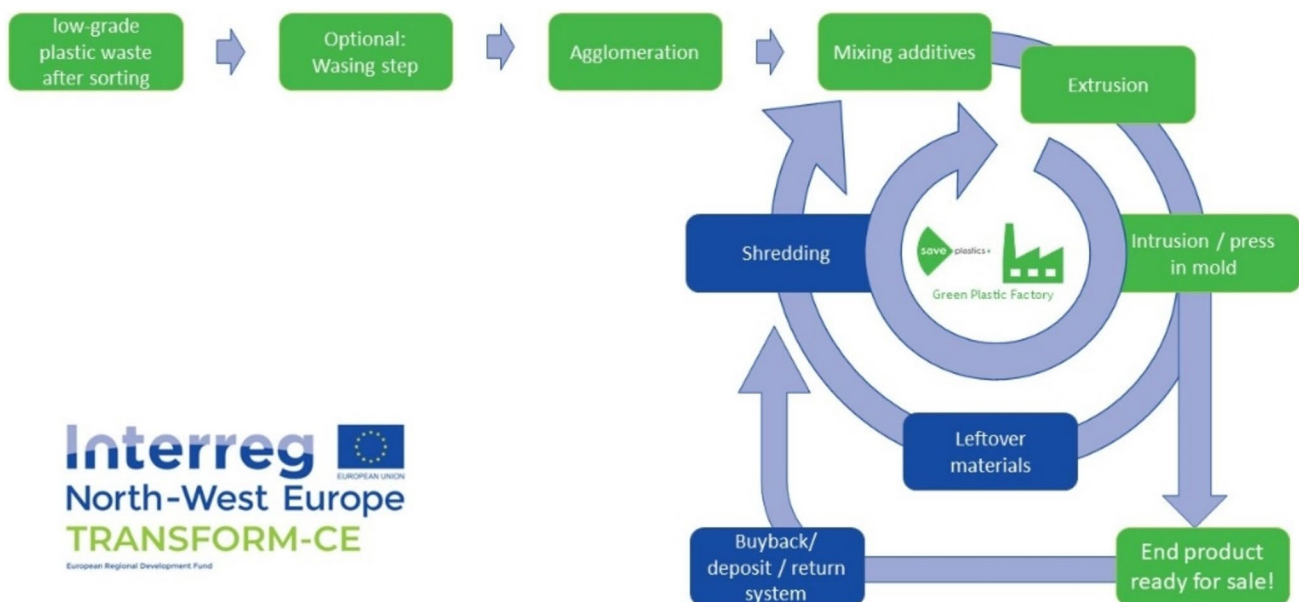 low-grade
plastic waste
after sorting
Optional:
Wasing step
Agglomeration
Mixing additives
Extrusion
Shredding
save plastics+
Green Plastic Factory
Intrusion / press
in mold
Leftover
materials
Buyback/
deposit / return
system
End product
ready for sale!
Interreg
EUROPEAN UNION
North-West Europe
TRANSFORM-CE
European Regional Development Fund